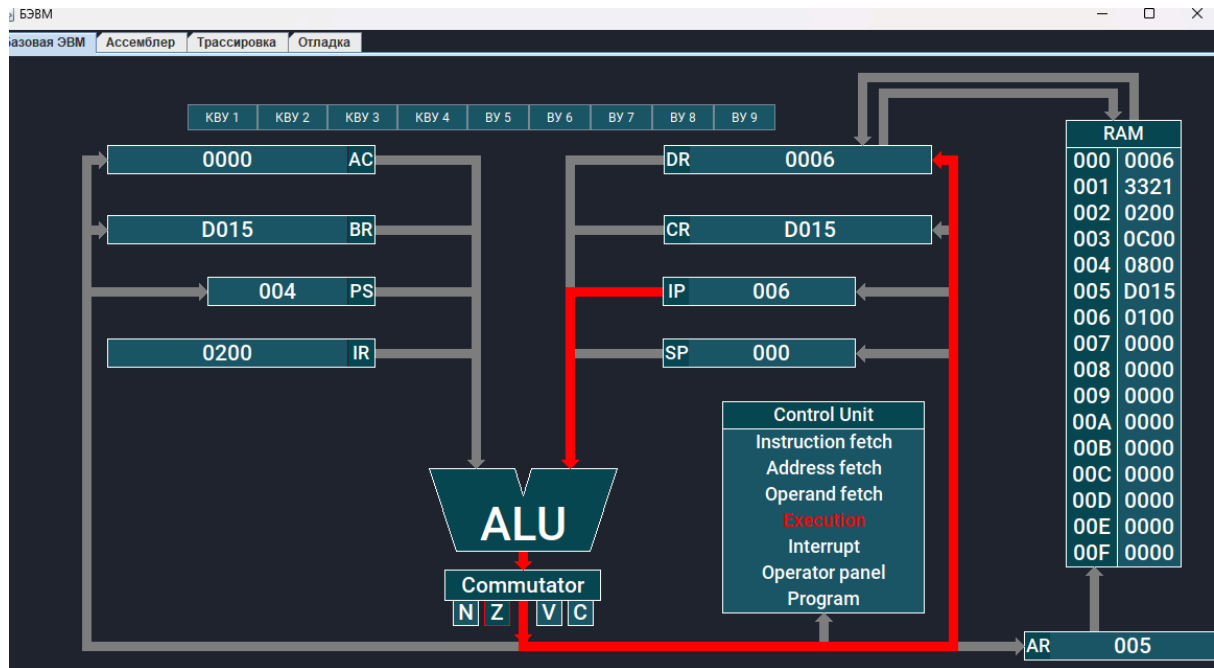 БЭВМ
Базовая ЭВМ Ассемблер Трассировка Отладка
КВУ 1 КВУ 2 КВУ 3 КВУ 4 ВУ 5 ВУ 6 ВУ 7 ВУ 8 ВУ 9
0000 AC
D015 BR
004 PS
0200 IR
DR 0006
CR D015
IP 006
SP 000
ALU
Commutator
N Z V C
Control Unit
Instruction fetch
Address fetch
Operand fetch
Execution
Interrupt
Operator panel
Program
RAM
000 0006
001 3321
002 0200
003 0C00
004 0800
005 D015
006 0100
007 0000
008 0000
009 0000
00A 0000
00B 0000
00C 0000
00D 0000
00E 0000
00F 0000
AR 005